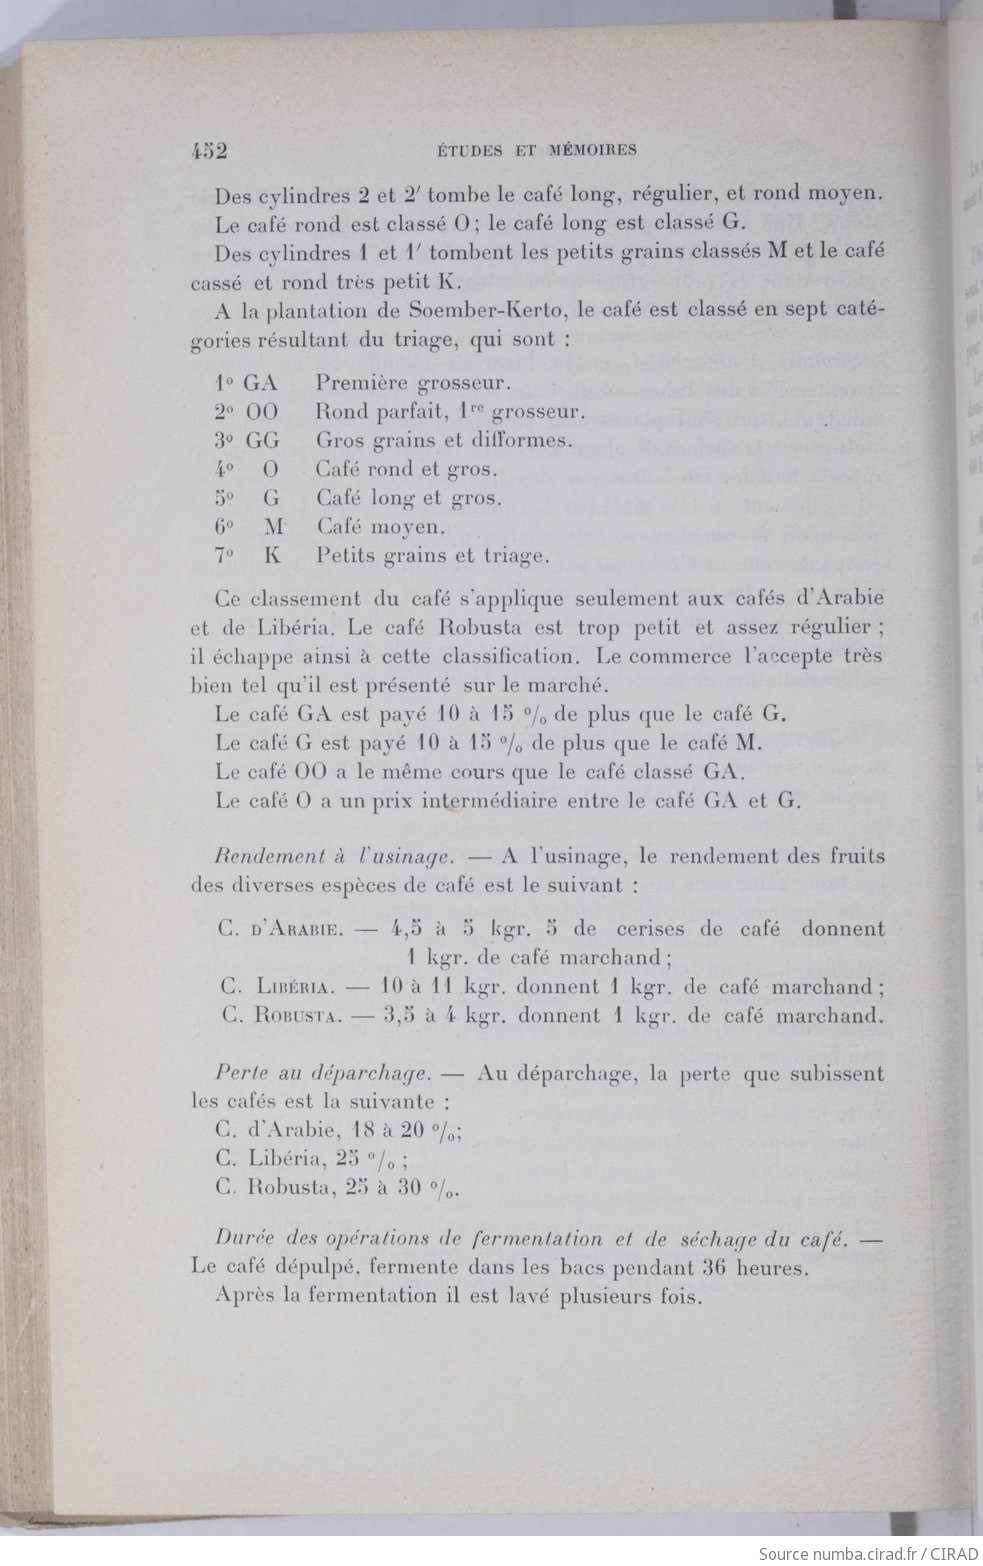 452
ÉTUDES ET MÉMOIRES
Des cylindres 2 et 2′ tombe le café long, régulier, et rond moyen.
Le café rond est classé O ; le café long est classé G.
Des cylindres 1 et 1′ tombent les petits grains classés M et le café
cassé et rond très petit K.
A la plantation de Soember-Kerto, le café est classé en sept caté-
gories résultant du triage, qui sont :
1º GA Première grosseur.
2º OO Rond parfait, 1re grosseur.
3º GG Gros grains et difformes.
4º O Café rond et gros.
5º G Café long et gros.
6º M Café moyen.
7º K Petits grains et triage.
Ce classement du café s'applique seulement aux cafés d'Arabie
et de Libéria. Le café Robusta est trop petit et assez régulier ;
il échappe ainsi à cette classification. Le commerce l'accepte très
bien tel qu'il est présenté sur le marché.
Le café GA est payé 10 à 15 % de plus que le café G.
Le café G est payé 10 à 15 % de plus que le café M.
Le café OO a le même cours que le café classé GA.
Le café O a un prix intermédiaire entre le café GA et G.
Rendement à l'usinage. — A l'usinage, le rendement des fruits
des diverses espèces de café est le suivant :
C. D'ARABIE. — 4,5 à 5 kgr. 5 de cerises de café donnent
1 kgr. de café marchand ;
C. LIBÉRIA. — 10 à 11 kgr. donnent 1 kgr. de café marchand ;
C. ROBUSTA. — 3,5 à 4 kgr. donnent 1 kgr. de café marchand.
Perte au déparchage. — Au déparchage, la perte que subissent
les cafés est la suivante :
C. d'Arabie, 18 à 20 %;
C. Libéria, 25 % ;
C. Robusta, 25 à 30 %.
Durée des opérations de fermentation et de séchage du café. —
Le café dépulpé, fermente dans les bacs pendant 36 heures.
Après la fermentation il est lavé plusieurs fois.
Source numba.cirad.fr / CIRAD